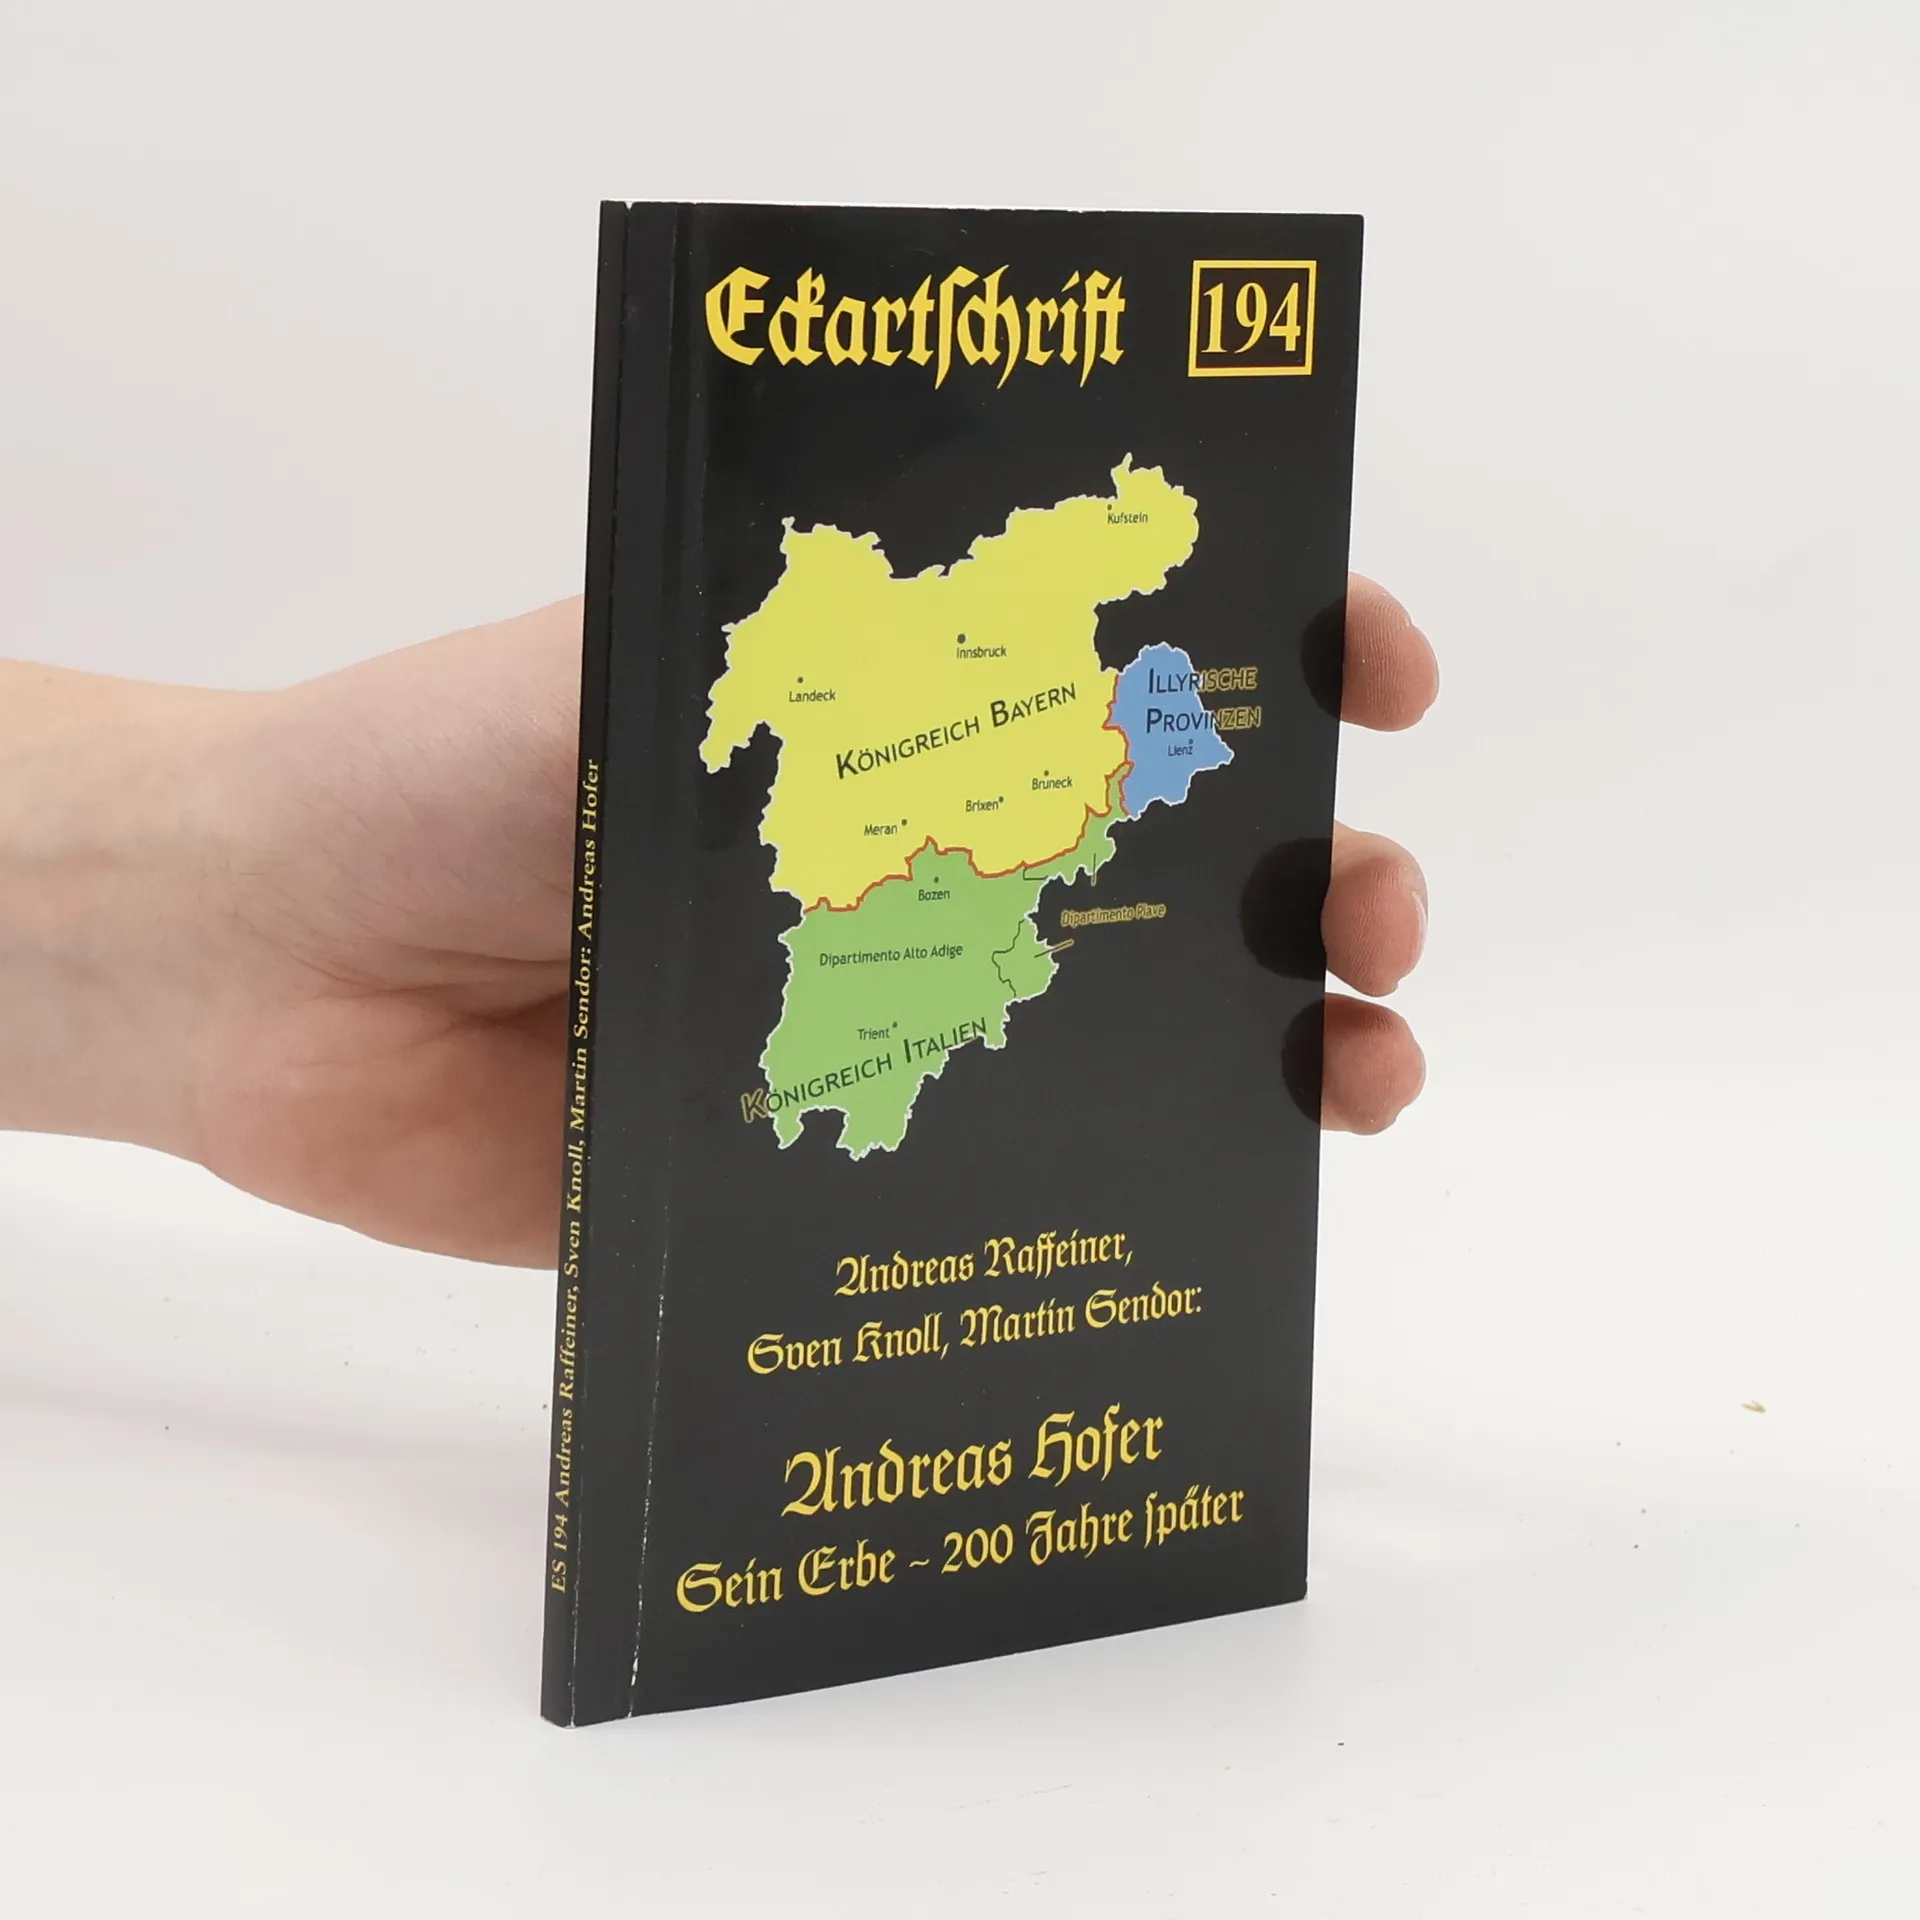 Eckartschrift 194
Kufstein
Innsbruck
Landeck
Königreich Bayern
Illyrische
Provinzen
Lienz
Bruneck
Brixen
Meran
Bozen
Dipartimento Piave
Dipartimento Alto Adige
Trient
Königreich Italien
Andreas Raffeiner,
Sven Knoll, Martin Sendor:
Andreas Hofer
Sein Erbe ~ 200 Jahre später
ES 194 Andreas Raffeiner, Sven Knoll, Martin Sendor: Andreas Hofer